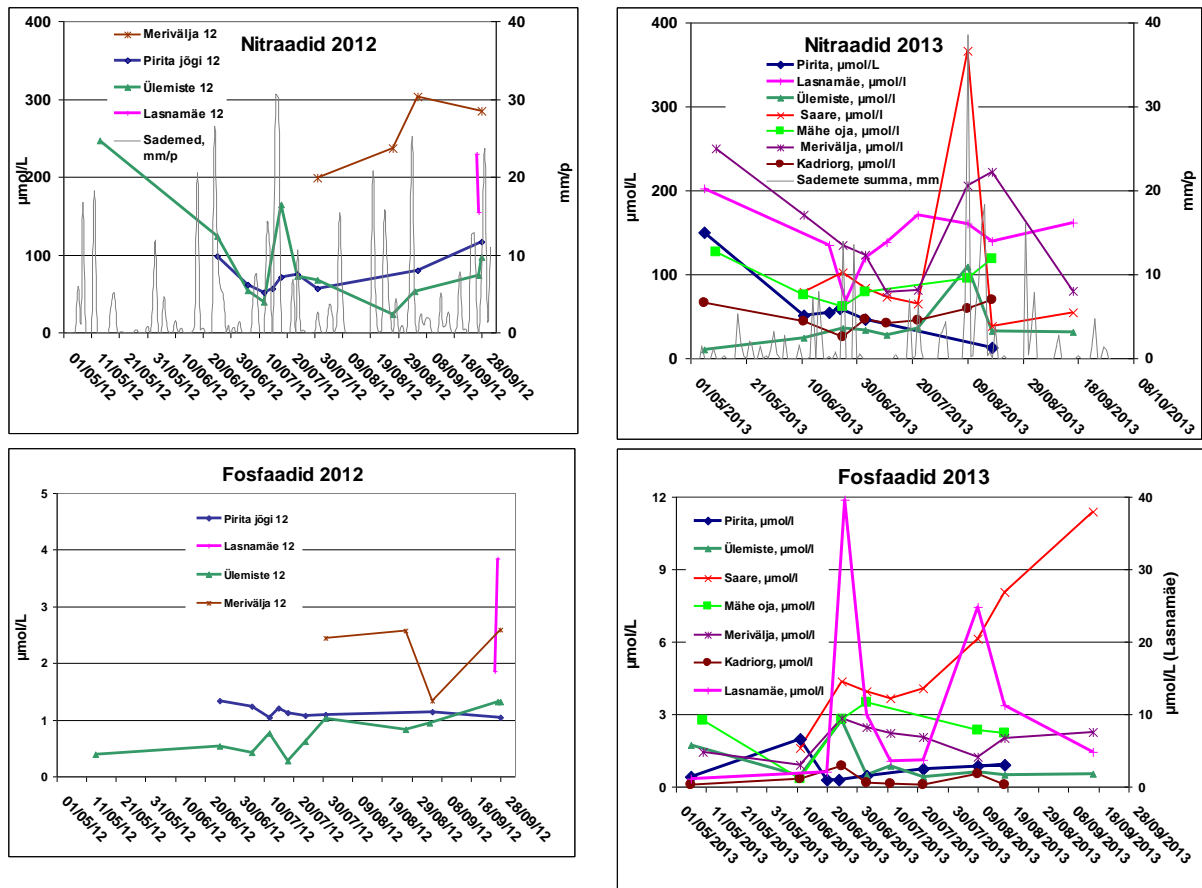 Nitraadid 2012
Merivälja 12
Pirita jõgi 12
Ülemiste 12
Lasnamäe 12
Sademed,
mm/p
400
300
200
100
0
µmol/L
40
30
20
10
0
mm/p
01/05/12
11/05/12
21/05/12
31/05/12
10/06/12
20/06/12
30/06/12
10/07/12
20/07/12
30/07/12
09/08/12
19/08/12
29/08/12
08/09/12
18/09/12
28/09/12
Nitraadid 2013
Pirita, µmol/L
Lasnamäe, µmol/l
Ülemiste, µmol/l
Saare, µmol/l
Mähe oja, µmol/l
Merivälja, µmol/l
Kadriorg, µmol/l
Sademete summa, mm
400
300
200
100
0
µmol/L
40
30
20
10
0
mm/p
01/05/2013
21/05/2013
10/06/2013
30/06/2013
20/07/2013
09/08/2013
29/08/2013
18/09/2013
08/10/2013
Fosfaadid 2012
Pirita jõgi 12
Lasnamäe 12
Ülemiste 12
Merivälja 12
5
4
3
2
1
0
µmol/L
01/05/12
11/05/12
21/05/12
31/05/12
10/06/12
20/06/12
30/06/12
10/07/12
20/07/12
30/07/12
09/08/12
19/08/12
29/08/12
08/09/12
18/09/12
28/09/12
Fosfaadid 2013
Pirita, µmol/l
Ülemiste, µmol/l
Saare, µmol/l
Mähe oja, µmol/l
Merivälja, µmol/l
Kadriorg, µmol/l
Lasnamäe, µmol/l
12
9
6
3
0
µmol/L
40
30
20
10
0
µmol/L (Lasnamäe)
01/05/2013
11/05/2013
21/05/2013
31/05/2013
10/06/2013
20/06/2013
30/06/2013
10/07/2013
20/07/2013
30/07/2013
09/08/2013
19/08/2013
29/08/2013
08/09/2013
18/09/2013
28/09/2013